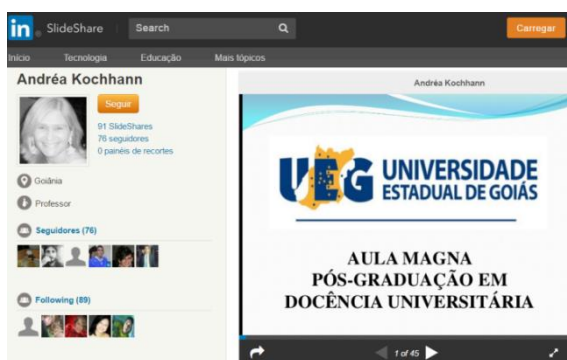 in SlideShare Search Carregar
Início Tecnologia Educação Mais tópicos
Andréa Kochhann
Seguir
91 SlideShares
76 seguidores
0 painéis de recortes
Goiânia
Professor
Seguidores (76)
Following (89)
Andréa Kochhann
UEG UNIVERSIDADE
ESTADUAL DE GOIÁS
AULA MAGNA
PÓS-GRADUAÇÃO EM
DOCÊNCIA UNIVERSITÁRIA
1 of 45